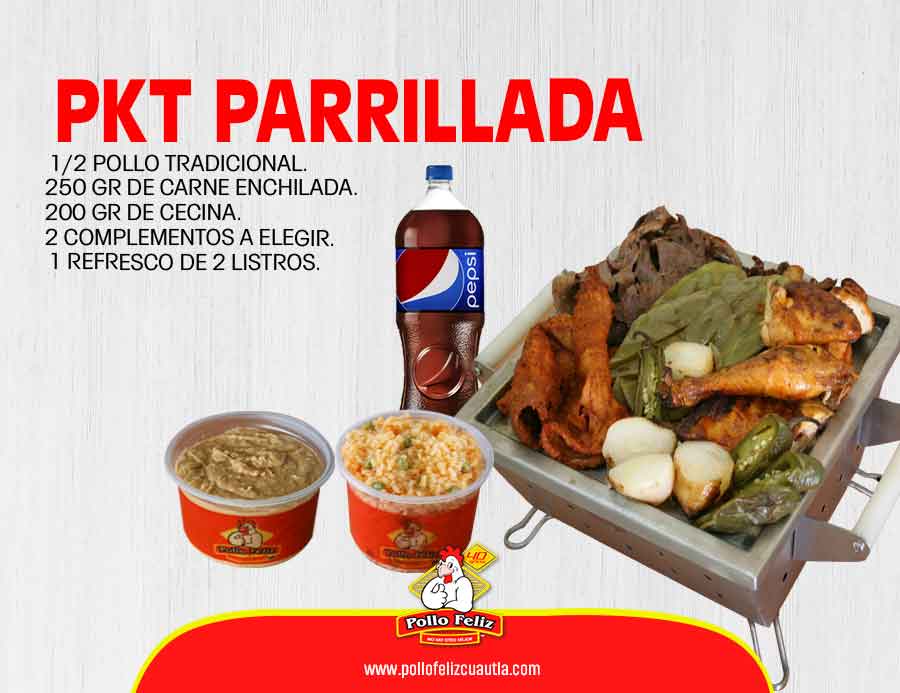 PKT PARRILLADA
1/2 POLLO TRADICIONAL.
250 GR DE CARNE ENCHILADA.
200 GR DE CECINA.
2 COMPLEMENTOS A ELEGIR.
1 REFRESCO DE 2 LISTROS.
pepsi
Pollo Feliz
Pollo Feliz
40
Pollo Feliz
www.pollofelizcuautla.com